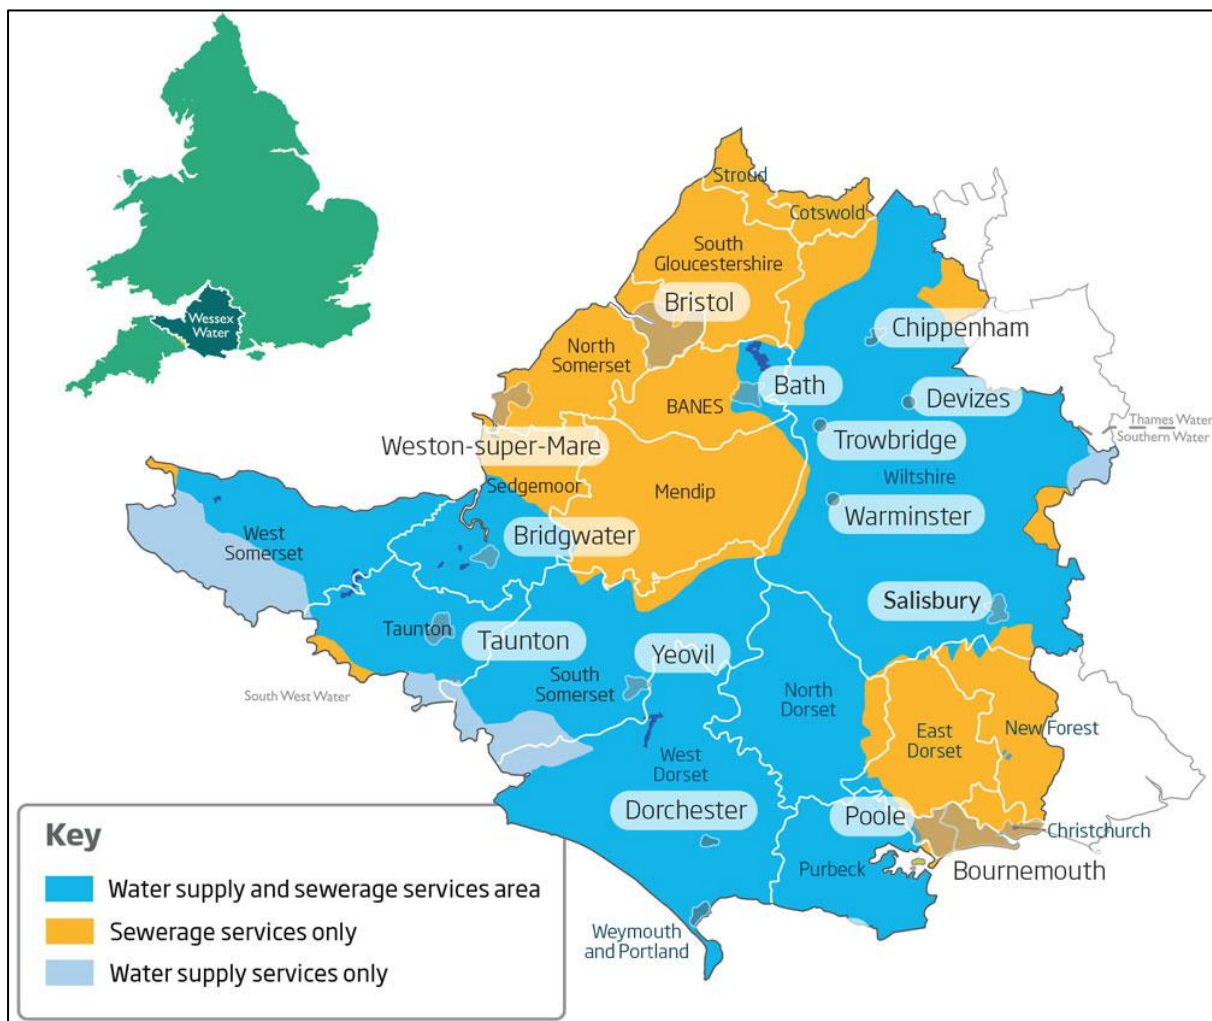 Wessex
Water
Stroud
Cotswold
South
Gloucestershire
Bristol
Chippenham
North
Somerset
Bath
Devizes
BANES
Thames Water
Southern Water
Trowbridge
Weston-super-Mare
Wiltshire
Sedgemoor
Mendip
Warminster
West
Somerset
Bridgwater
Salisbury
Taunton
Taunton
Yeovil
South
Somerset
South West Water
North
Dorset
East
Dorset
New Forest
West
Dorset
Dorchester
Poole
Christchurch
Purbeck
Bournemouth
Weymouth
and Portland
Key
Water supply and sewerage services area
Sewerage services only
Water supply services only